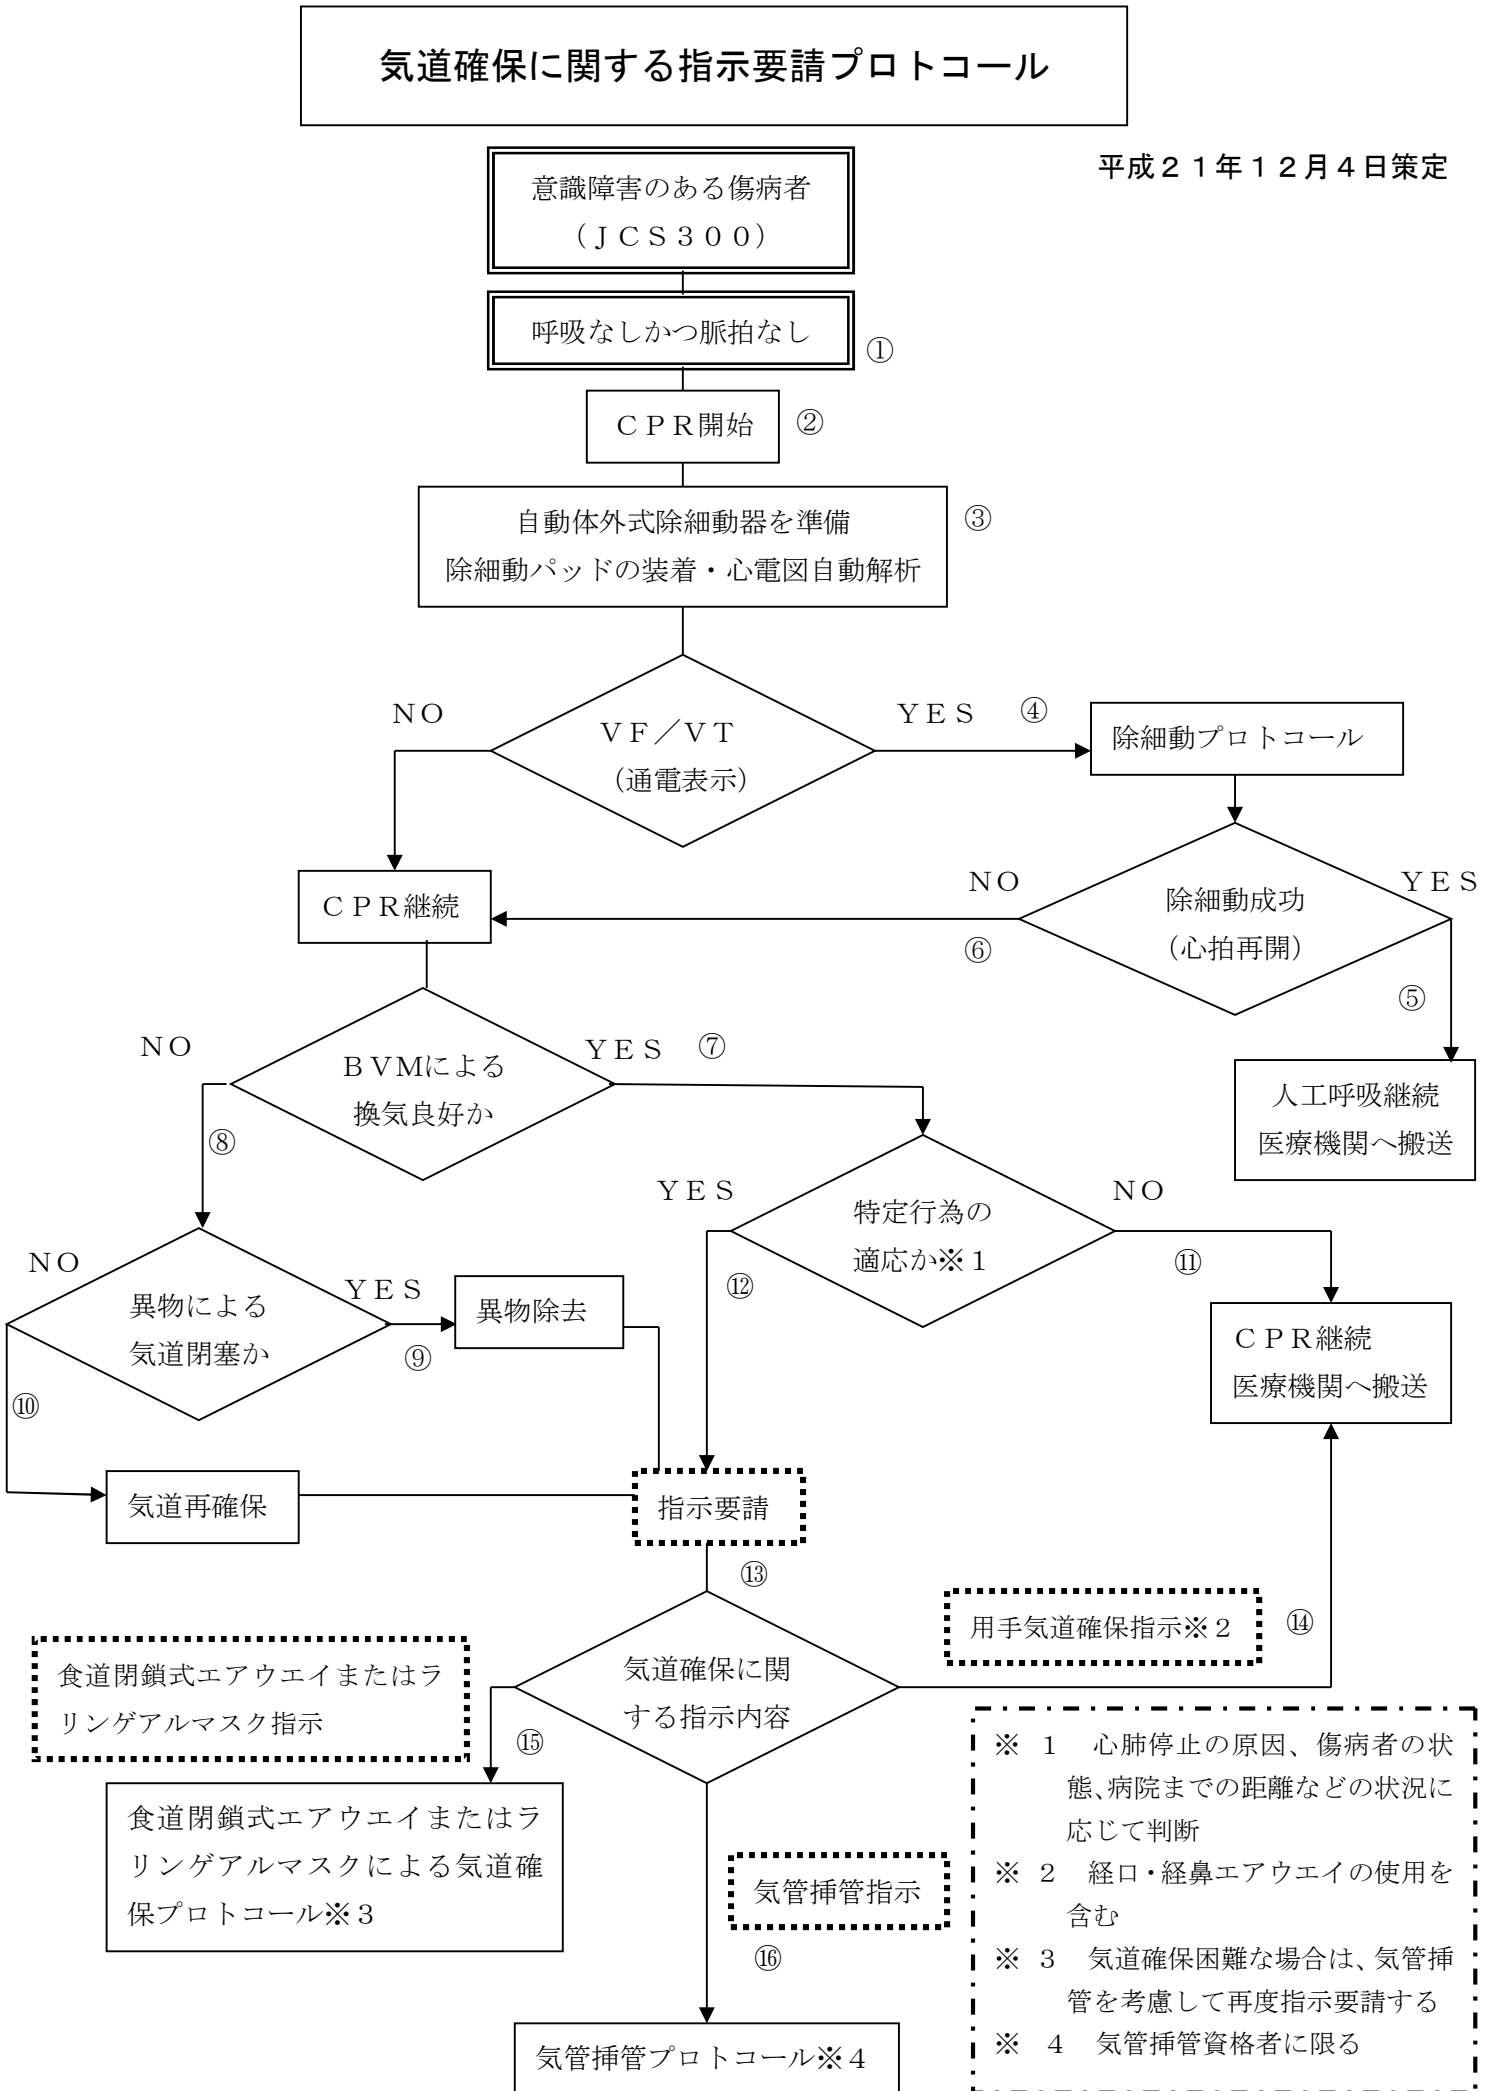 気道確保に関する指示要請プロトコール
平成２１年１２月４日策定
意識障害のある傷病者
（ＪＣＳ３００）
呼吸なしかつ脈拍なし
①
ＣＰＲ開始
②
自動体外式除細動器を準備
除細動パッドの装着・心電図自動解析
③
ＮＯ
ＶＦ／ＶＴ
（通電表示）
ＹＥＳ
④
除細動プロトコール
ＣＰＲ継続
ＮＯ
⑥
除細動成功
（心拍再開）
ＹＥＳ
⑤
人工呼吸継続
医療機関へ搬送
ＮＯ
ＢＶＭによる
換気良好か
ＹＥＳ
⑦
⑧
ＹＥＳ
特定行為の
適応か※１
ＮＯ
⑪
⑫
ＮＯ
異物による
気道閉塞か
ＹＥＳ
⑨
異物除去
⑩
ＣＰＲ継続
医療機関へ搬送
気道再確保
指示要請
⑬
用手気道確保指示※２
⑭
食道閉鎖式エアウエイまたはラ
リンゲアルマスク指示
気道確保に関
する指示内容
⑮
食道閉鎖式エアウエイまたはラ
リンゲアルマスクによる気道確
保プロトコール※３
気管挿管指示
⑯
気管挿管プロトコール※４
※ １ 心肺停止の原因、傷病者の状
態、病院までの距離などの状況に
応じて判断
※ ２ 経口・経鼻エアウエイの使用を
含む
※ ３ 気道確保困難な場合は、気管挿
管を考慮して再度指示要請する
※ ４ 気管挿管資格者に限る